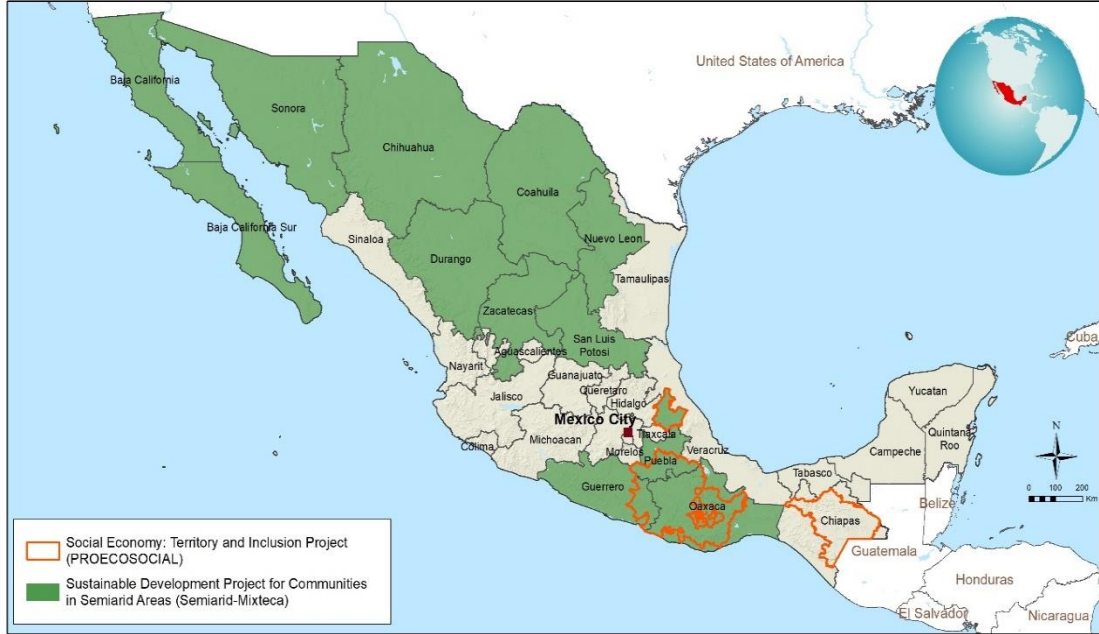 United States of America
Baja California
Sonora
Chihuahua
Coahuila
Baja California Sur
Sinaloa
Nuevo Leon
Durango
Tamaulipas
Zacatecas
San Luis
Potosi
Aguascalientes
Nayarit
Guanajuato
Queretaro
Hidalgo
Jalisco
Mexico City
Tlaxcala
Colima
Michoacan
Morelos
Veracruz
Puebla
Guerrero
Oaxaca
Tabasco
Chiapas
Campeche
Yucatan
Quintana
Roo
Cuba
N
0 50 100 200
Km
Belize
Guatemala
Honduras
El Salvador
Nicaragua
Social Economy: Territory and Inclusion Project
(PROECOSOCIAL)
Sustainable Development Project for Communities
in Semiarid Areas (Semiarid-Mixteca)